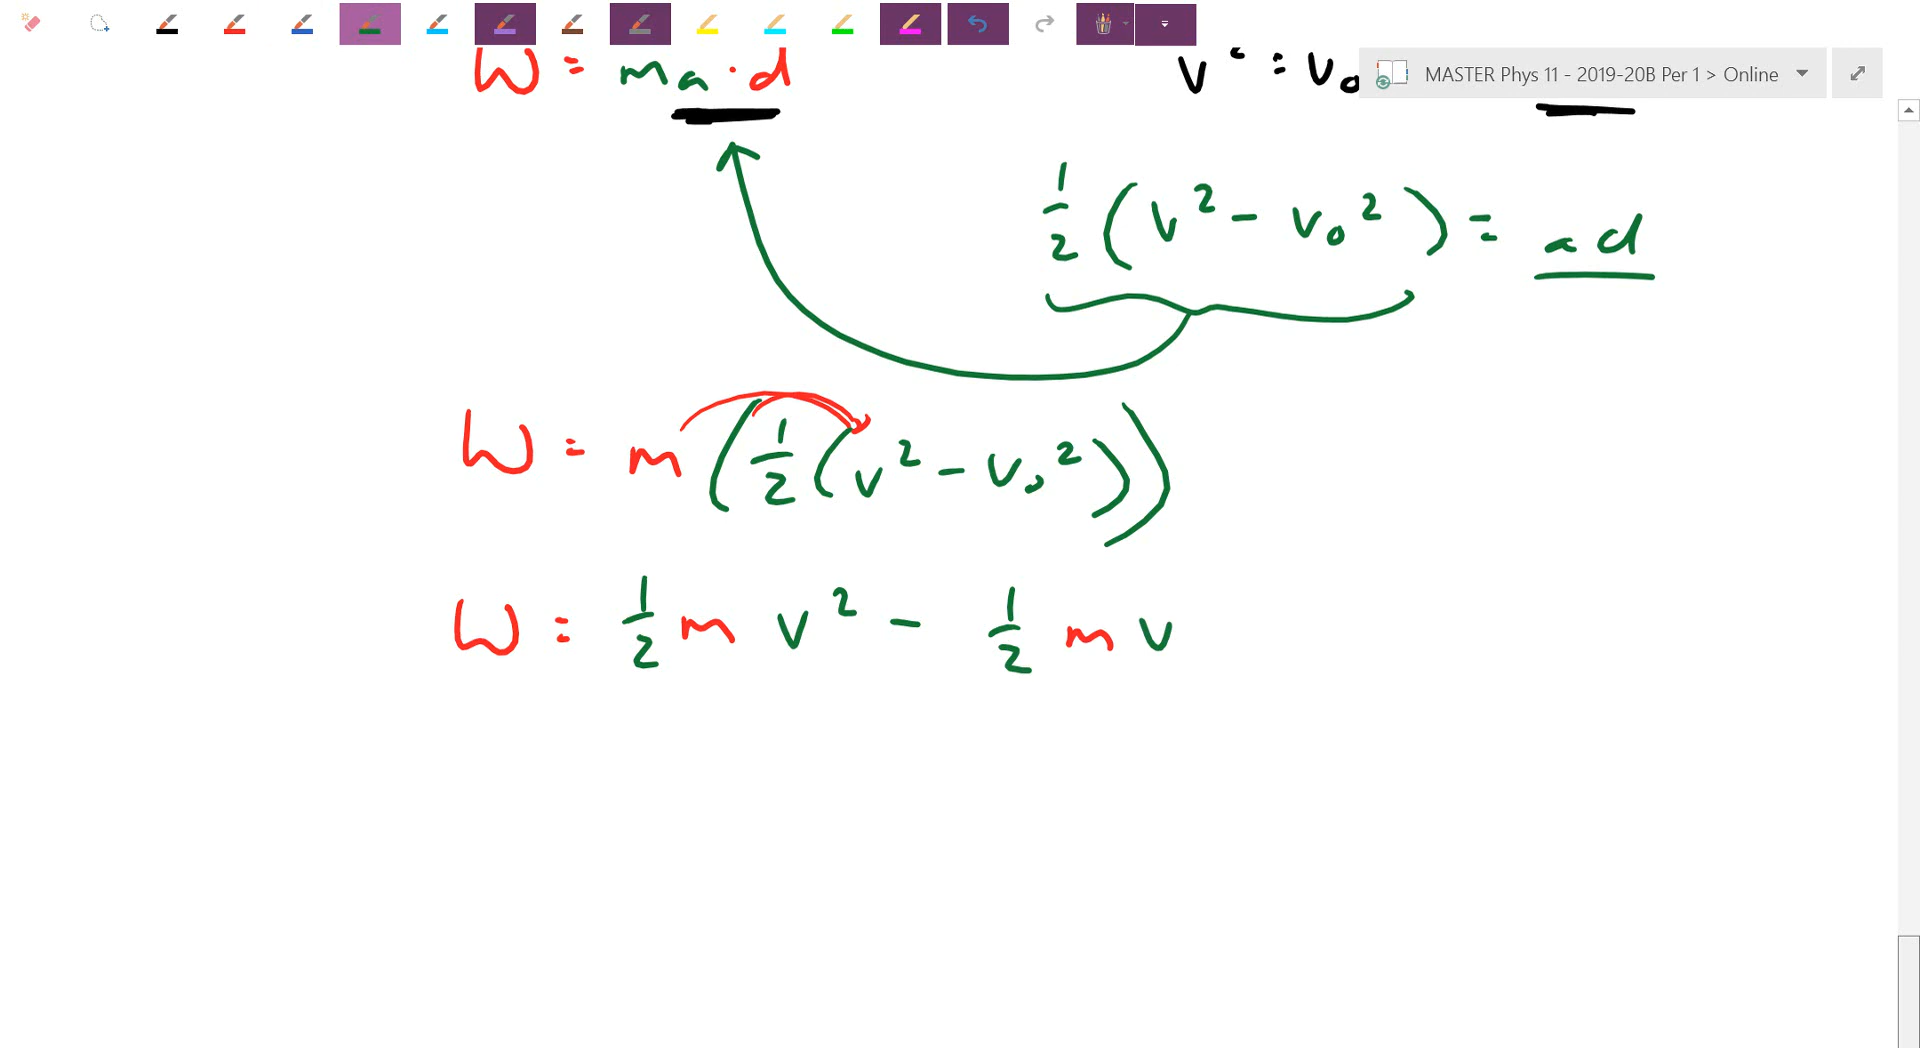 W = ma · d
v² = v₀
MASTER Phys 11 - 2019-20B Per 1 > Online
½ (v² - v₀²) = ad
W = m(½(v² - v₀²))
W = ½ m v² - ½ m v